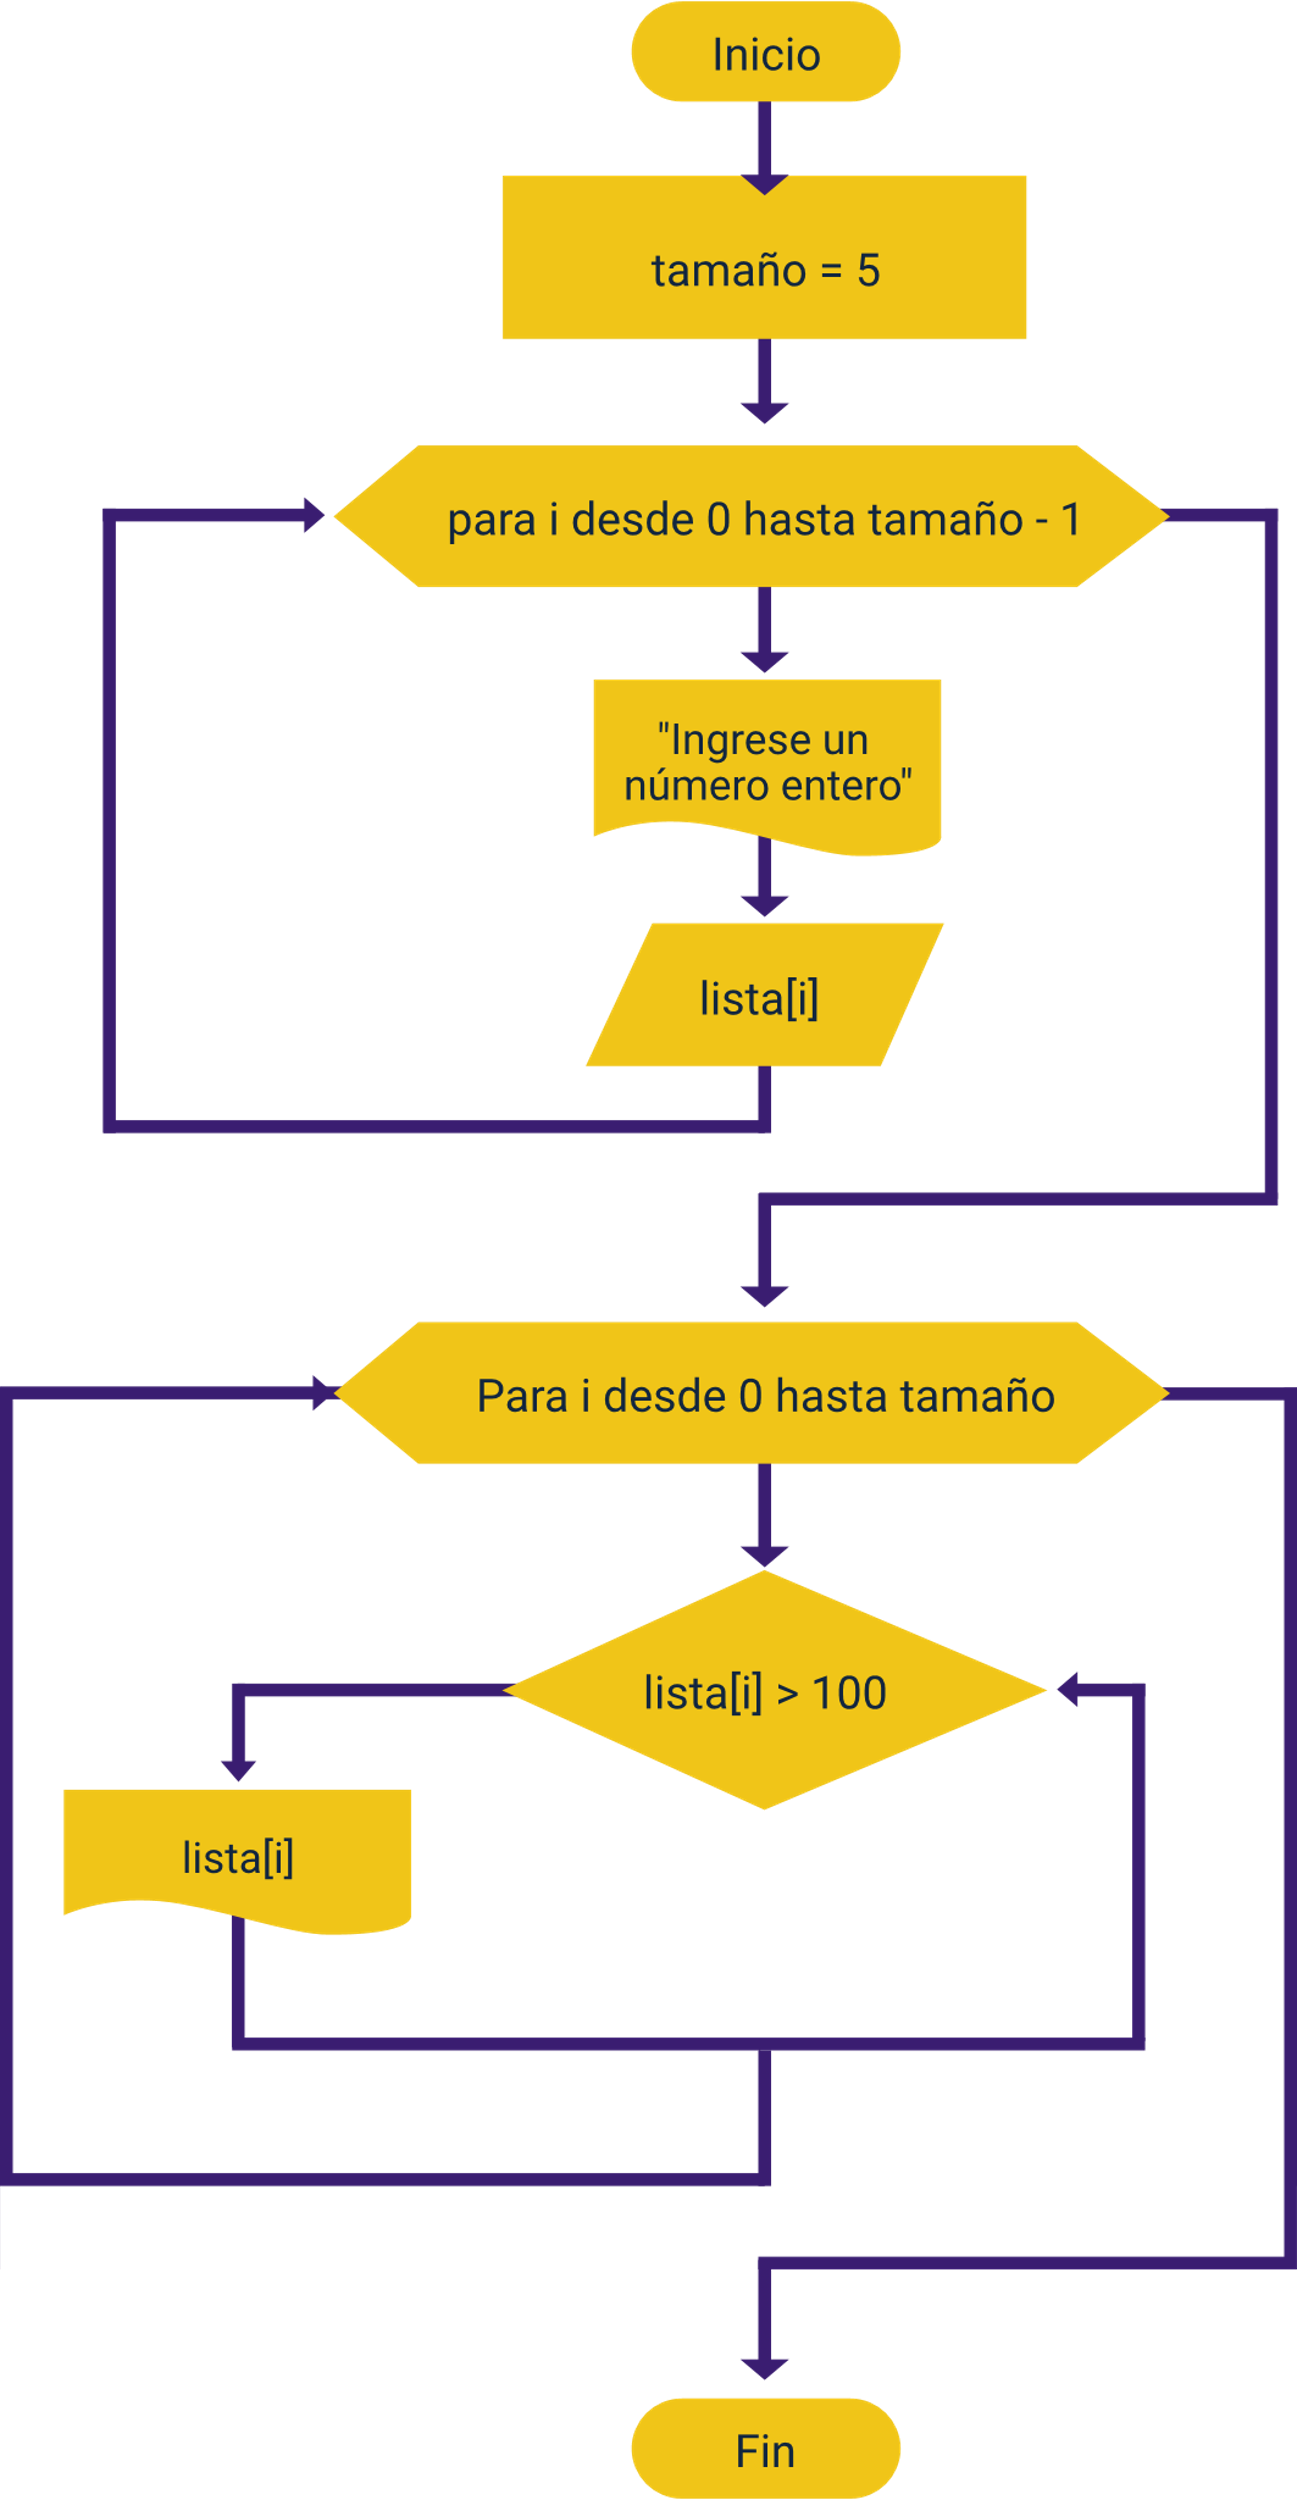 Inicio
tamaño = 5
para i desde 0 hasta tamaño - 1
"Ingrese un
número entero"
lista[i]
Para i desde 0 hasta tamaño
lista[i] > 100
lista[i]
Fin